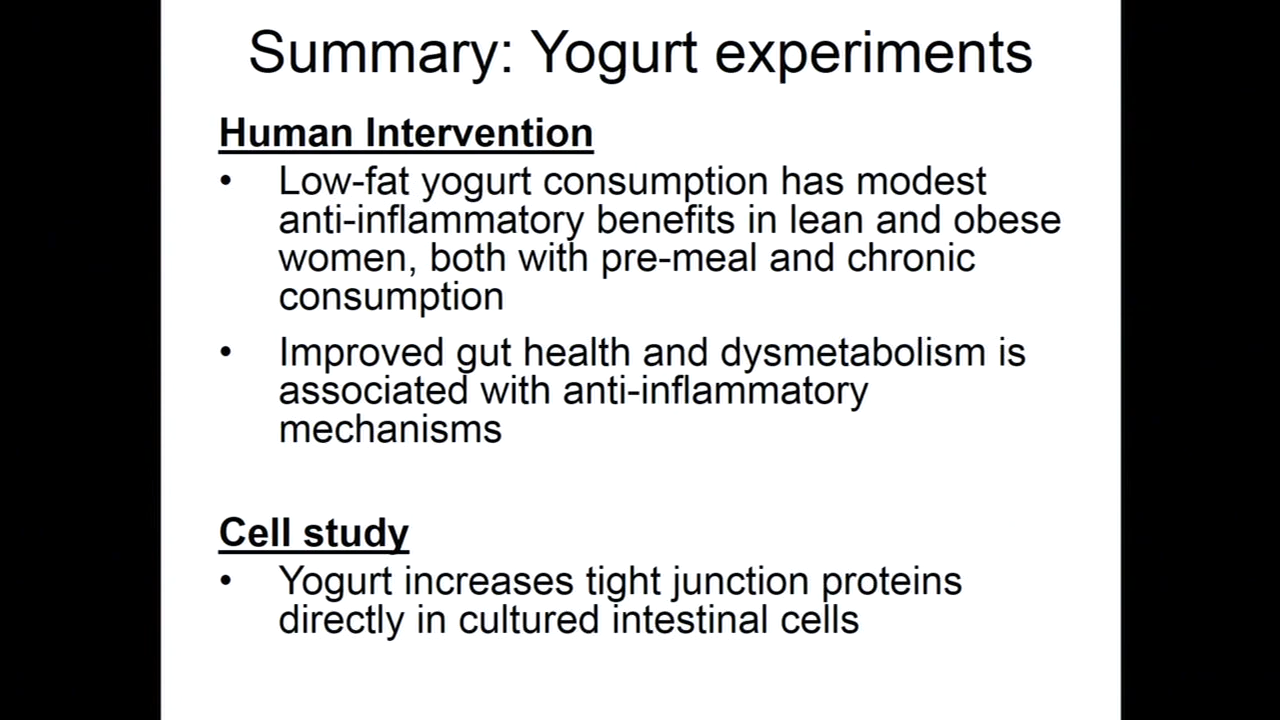 Summary: Yogurt experiments
Human Intervention
• Low-fat yogurt consumption has modest
anti-inflammatory benefits in lean and obese
women, both with pre-meal and chronic
consumption
• Improved gut health and dysmetabolism is
associated with anti-inflammatory
mechanisms
Cell study
• Yogurt increases tight junction proteins
directly in cultured intestinal cells